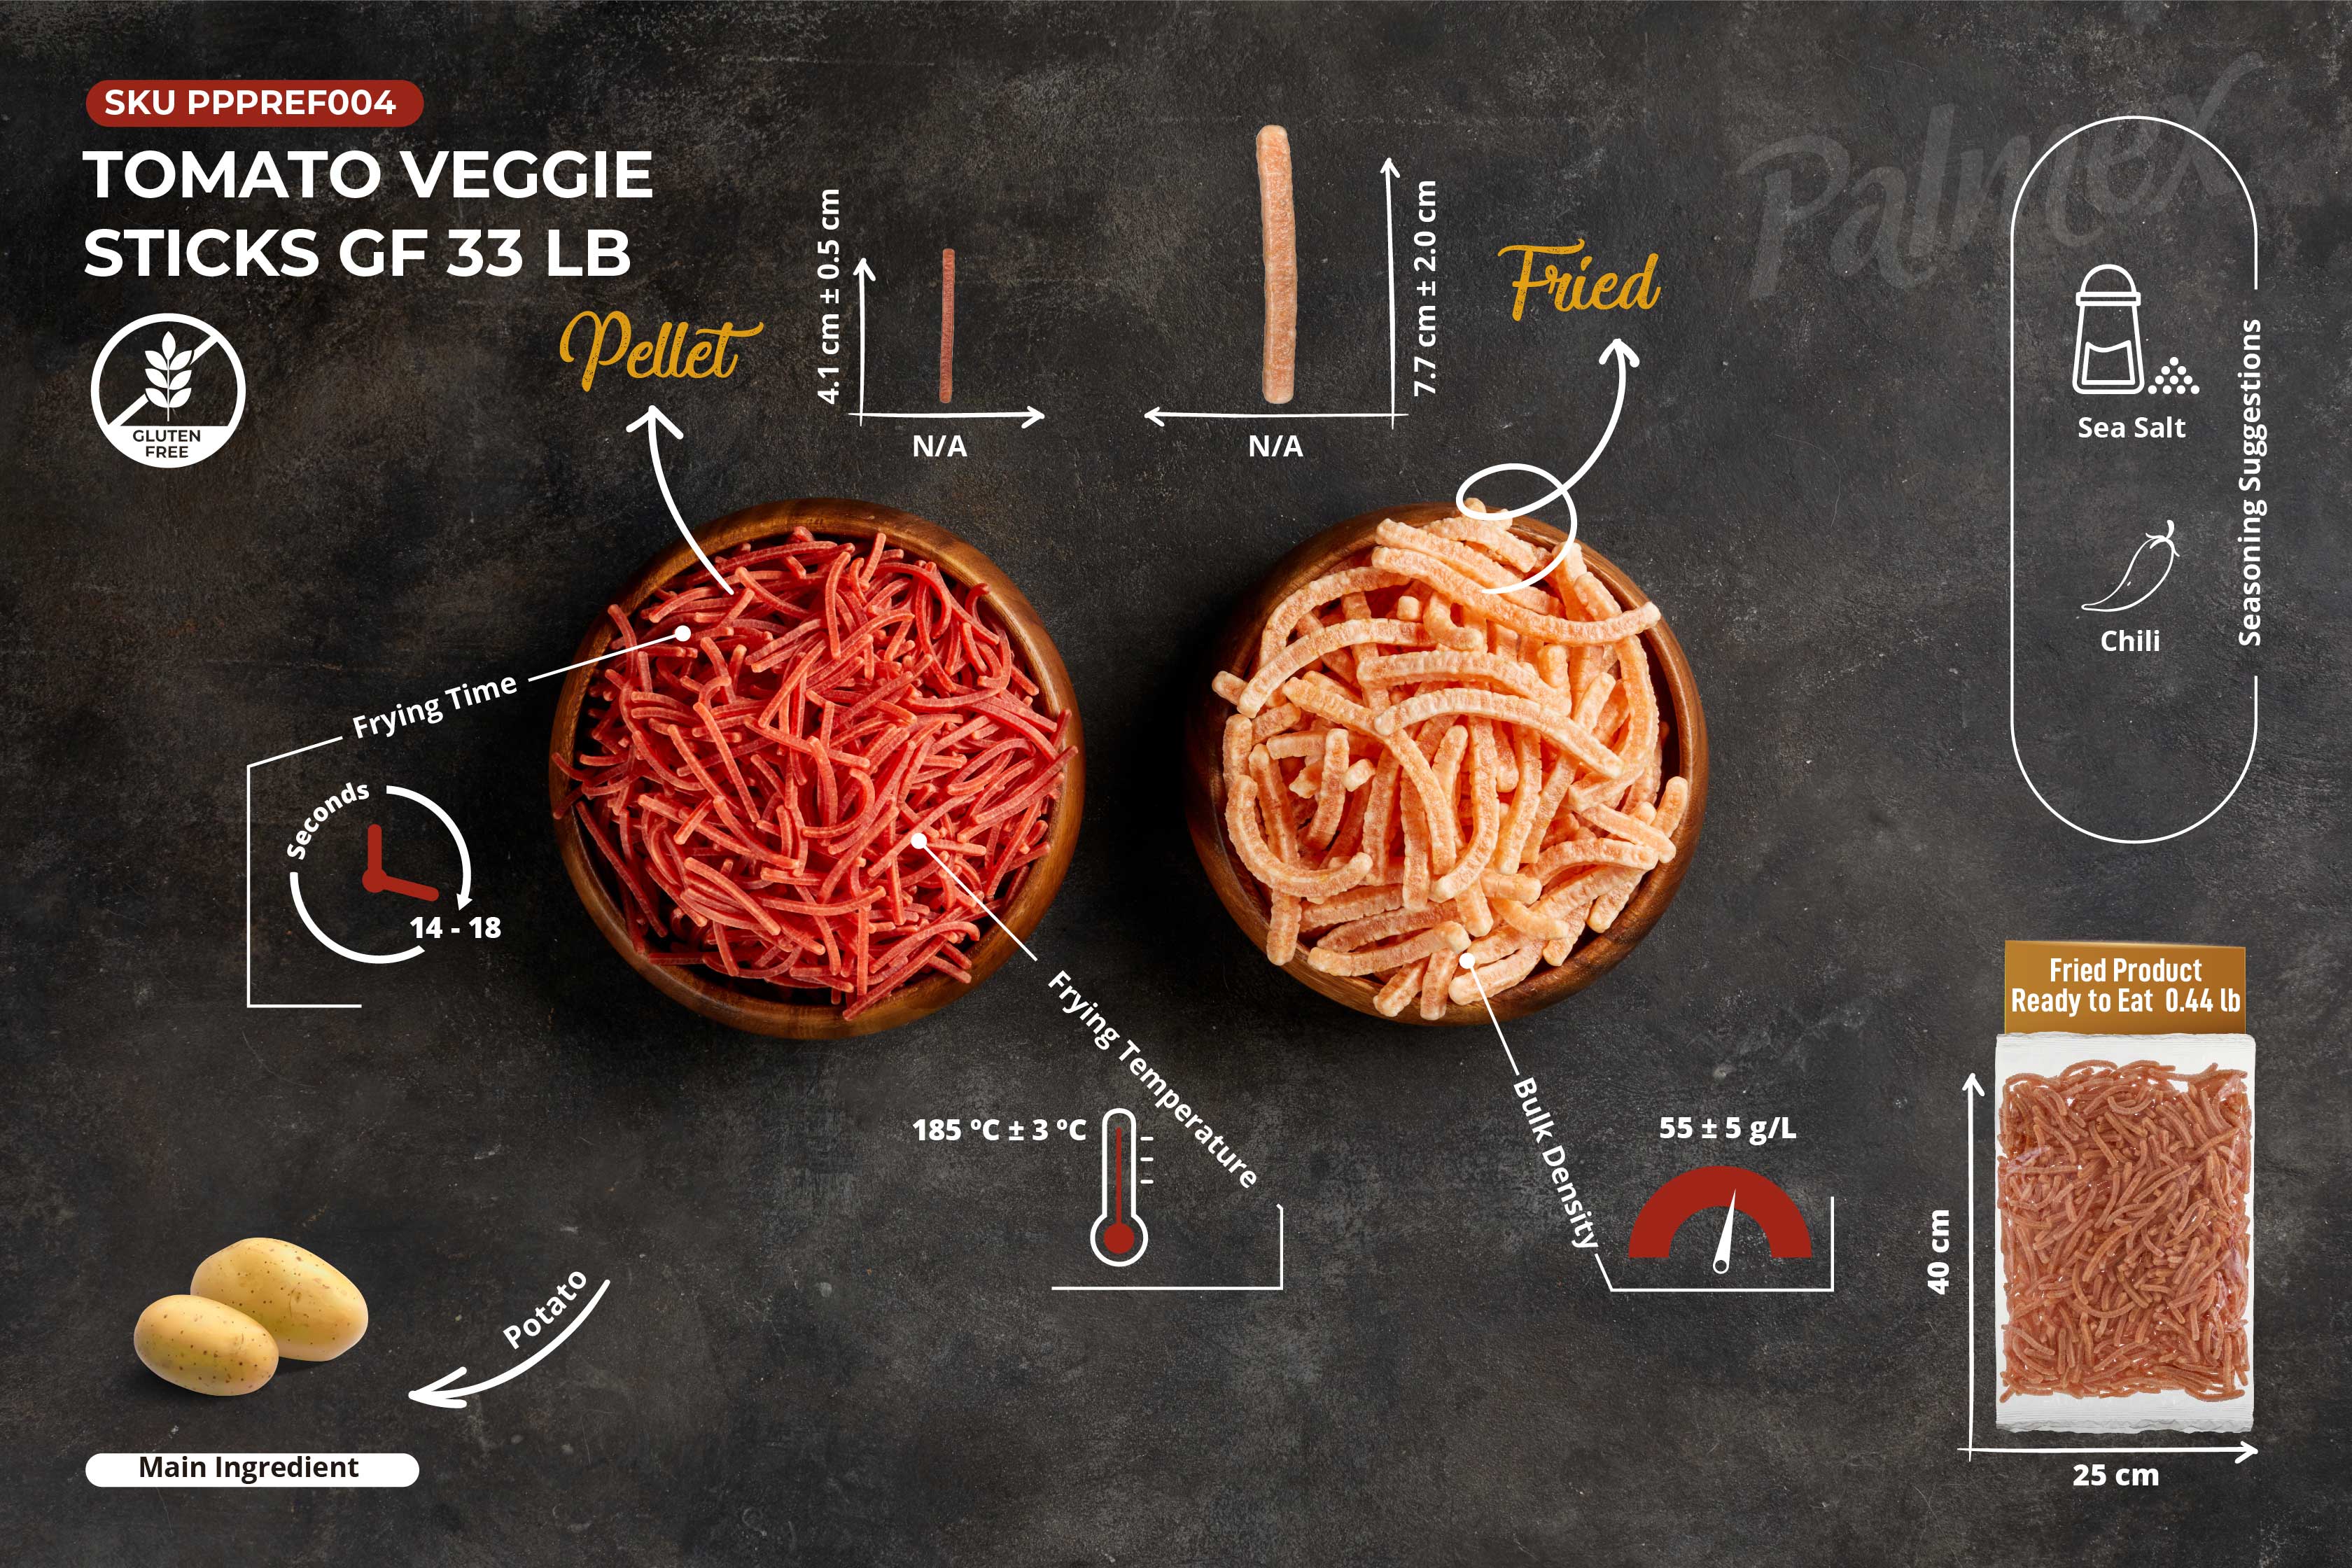 SKU PPPREF004
TOMATO VEGGIE
STICKS GF 33 LB
GLUTEN
FREE
Pellet
4.1 cm ± 0.5 cm
N/A
7.7 cm ± 2.0 cm
N/A
Fried
Palmex
Sea Salt
Chili
Seasoning Suggestions
Frying Time
Seconds
14 - 18
Frying Temperature
185 °C ± 3 °C
Bulk Density
55 ± 5 g/L
Fried Product
Ready to Eat 0.44 lb
40 cm
25 cm
Potato
Main Ingredient